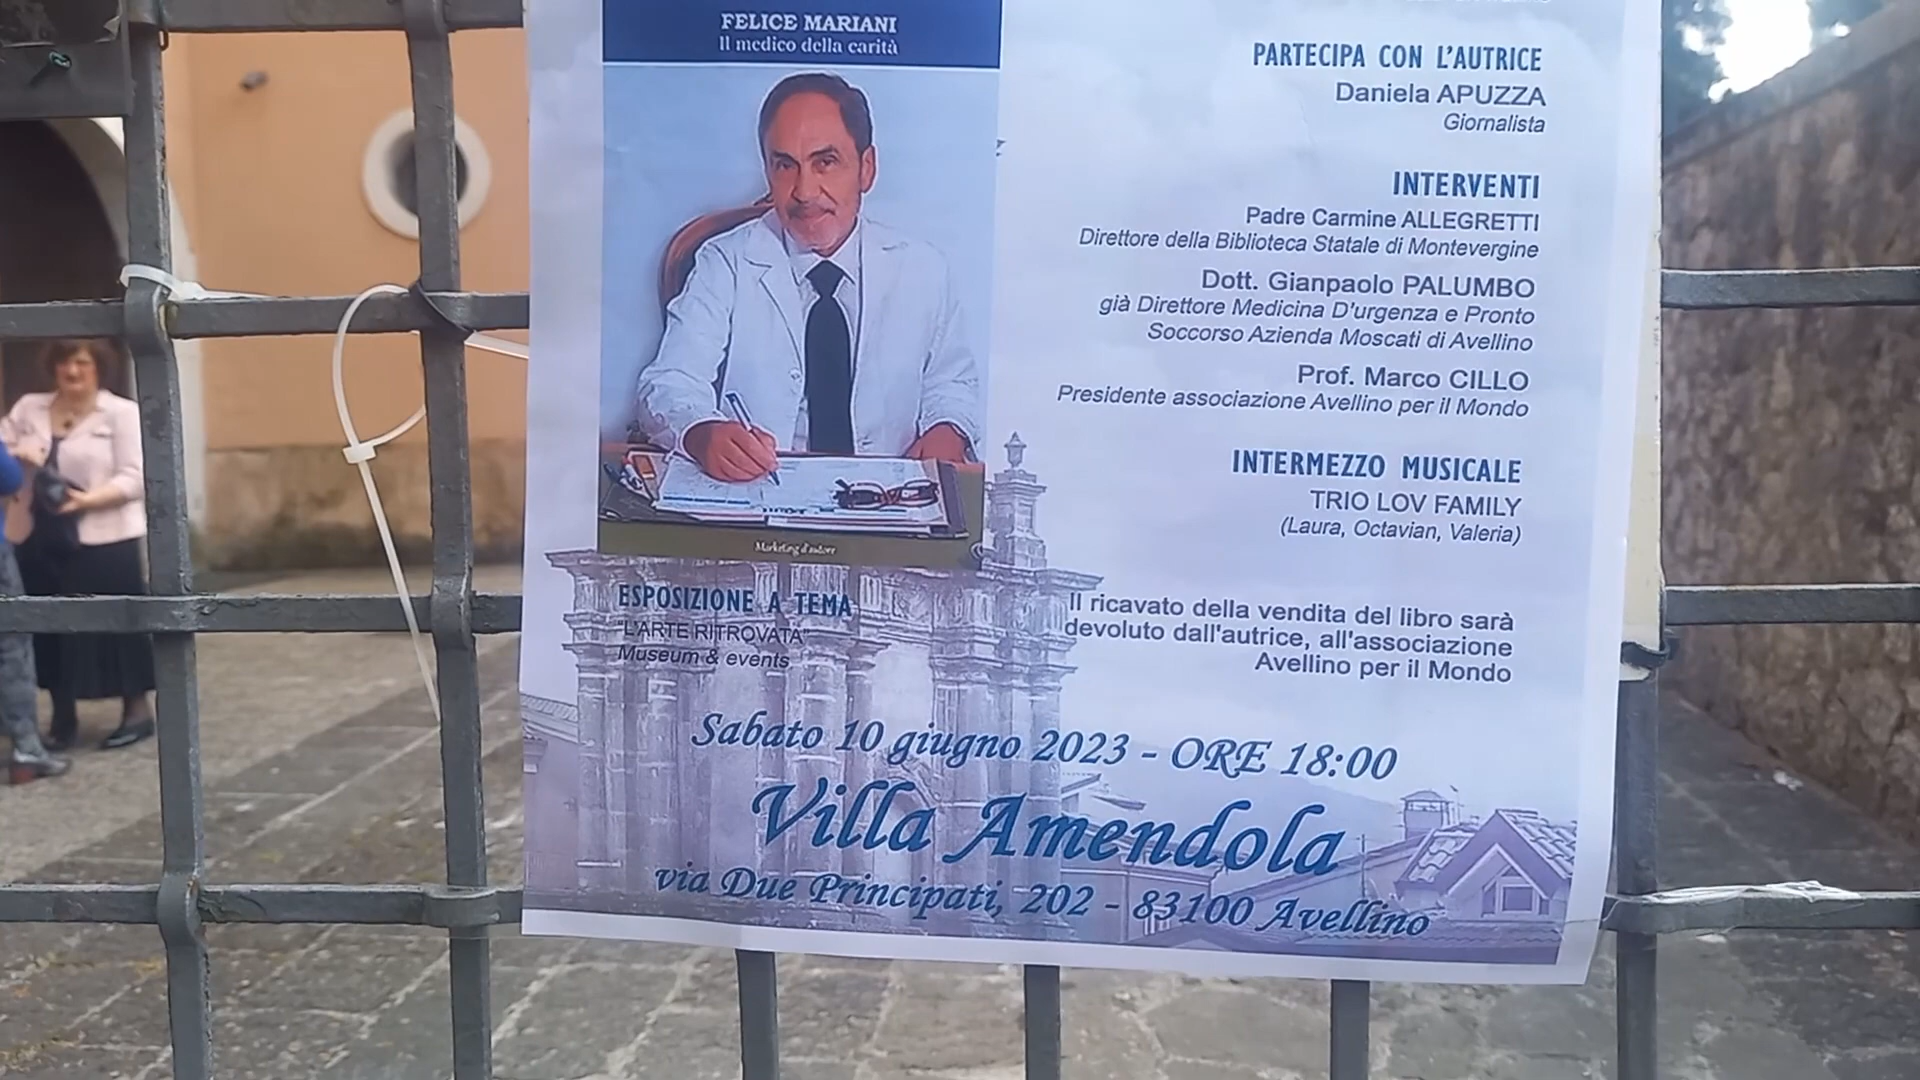 FELICE MARIANI
Il medico della carità
Marketing d'autore
PARTECIPA CON L'AUTRICE
Daniela APUZZA
Giornalista
INTERVENTI
Padre Carmine ALLEGRETTI
Direttore della Biblioteca Statale di Montevergine
Dott. Gianpaolo PALUMBO
già Direttore Medicina D'urgenza e Pronto
Soccorso Azienda Moscati di Avellino
Prof. Marco CILLO
Presidente associazione Avellino per il Mondo
INTERMEZZO MUSICALE
TRIO LOV FAMILY
(Laura, Octavian, Valeria)
ESPOSIZIONE A TEMA
"L'ARTE RITROVATA"
Museum & events
Il ricavato della vendita del libro sarà
devoluto dall'autrice, all'associazione
Avellino per il Mondo
Sabato 10 giugno 2023 - ORE 18:00
Villa Amendola
via Due Principati, 202 - 83100 Avellino